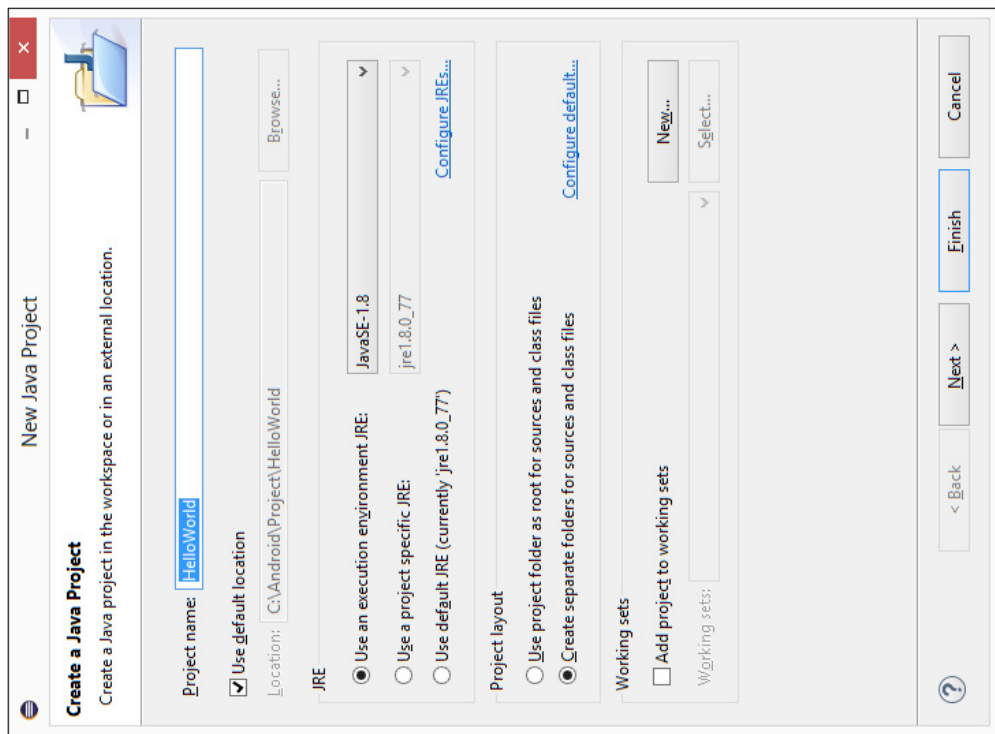 New Java Project
Create a Java Project
Create a Java project in the workspace or in an external location.
Project name: HelloWorld
Use default location
Location: C:\Android\Project\HelloWorld Browse...
JRE
Use an execution environment JRE: JavaSE-1.8
Use a project specific JRE: jre1.8.0_77
Use default JRE (currently 'jre1.8.0_77') Configure JREs...
Project layout
Use project folder as root for sources and class files
Create separate folders for sources and class files Configure default...
Working sets
Add project to working sets New...
Working sets: Select...
< Back Next > Finish Cancel